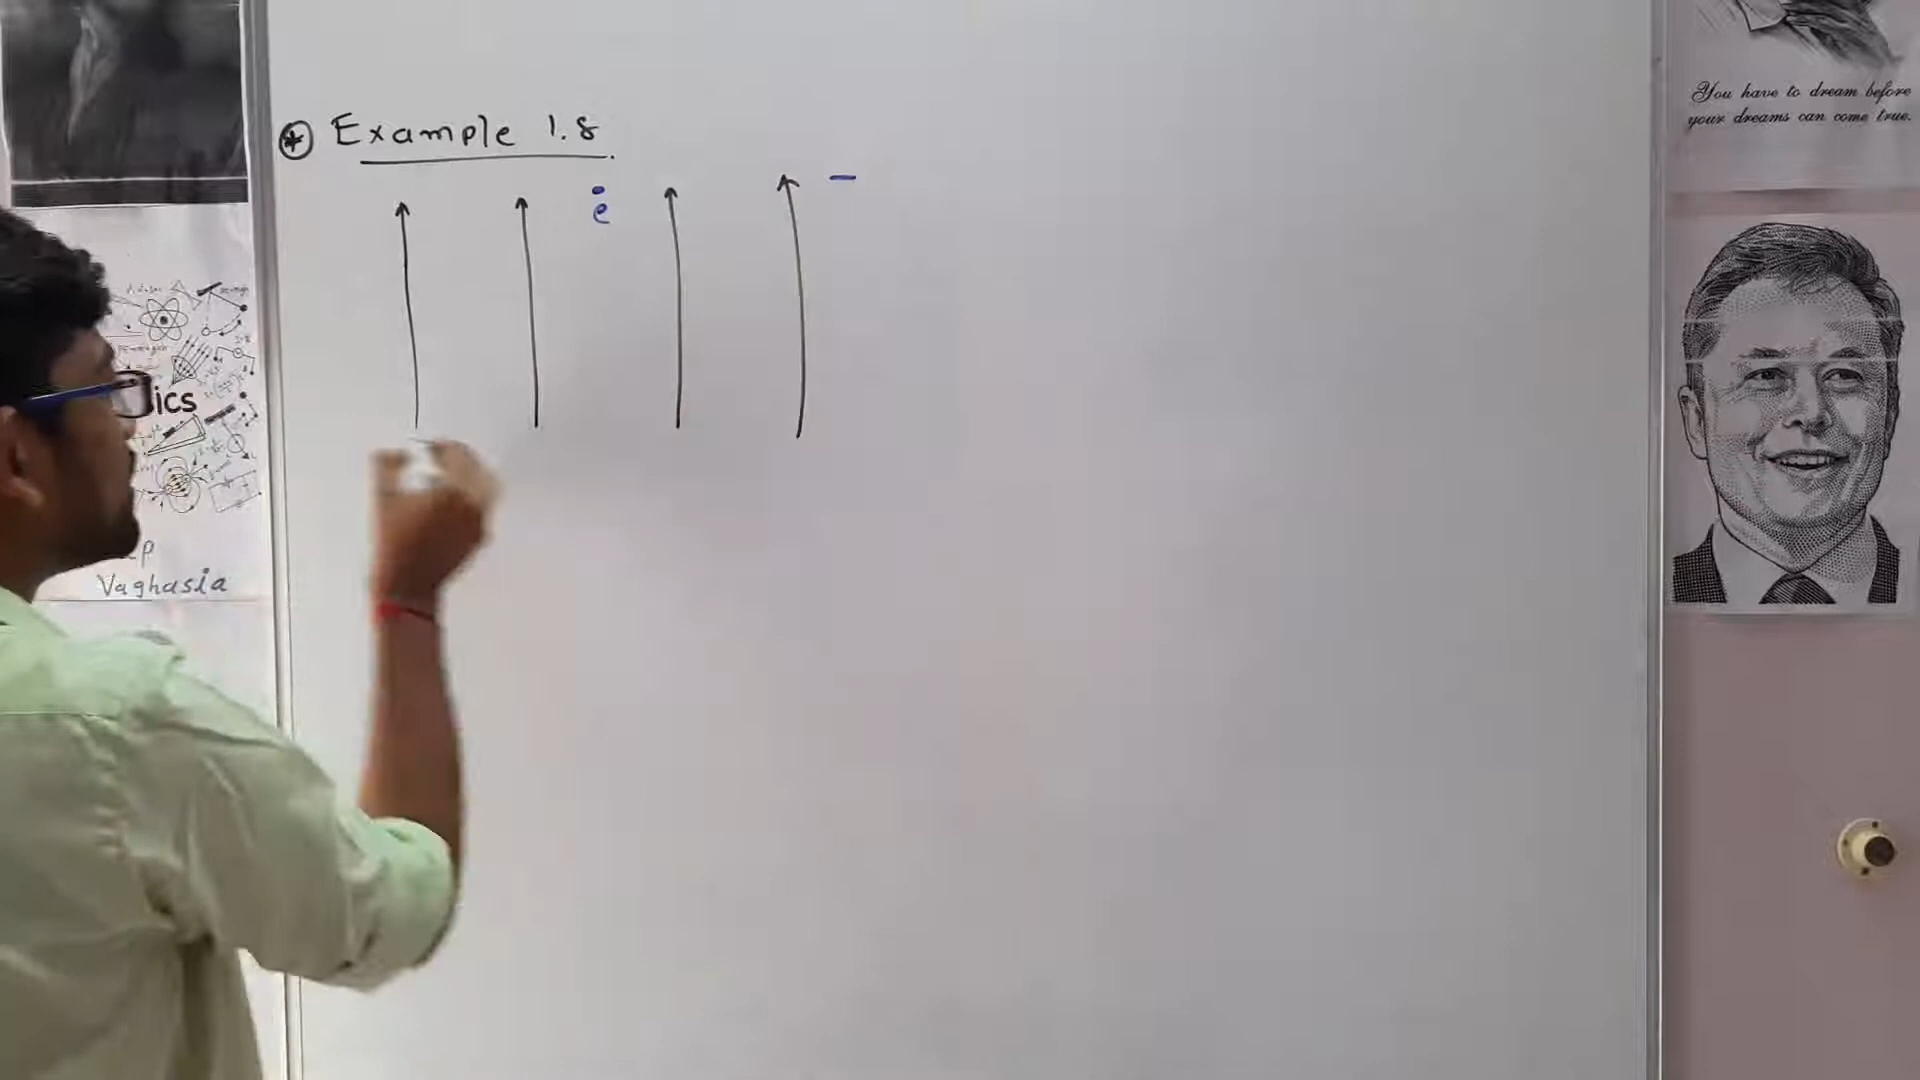 ⊛ Example 1.8
e -
You have to dream before
your dreams can come true.
ics
Vaghasia